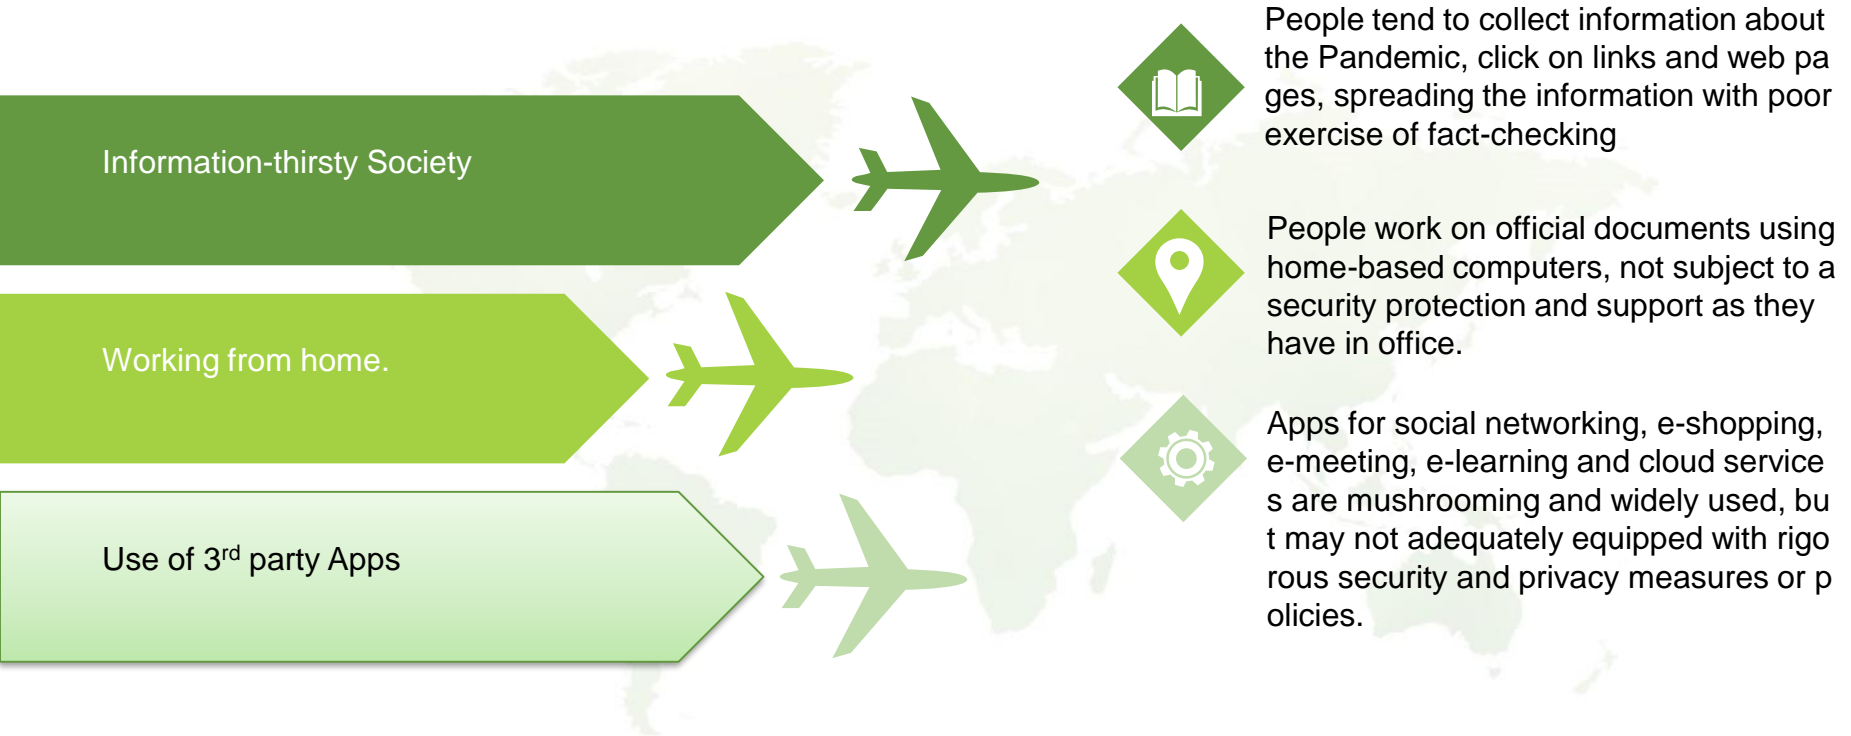 Information-thirsty Society
Working from home.
Use of 3rd party Apps
People tend to collect information about
the Pandemic, click on links and web pa
ges, spreading the information with poor
exercise of fact-checking
People work on official documents using
home-based computers, not subject to a
security protection and support as they
have in office.
Apps for social networking, e-shopping,
e-meeting, e-learning and cloud service
s are mushrooming and widely used, bu
t may not adequately equipped with rigo
rous security and privacy measures or p
olicies.